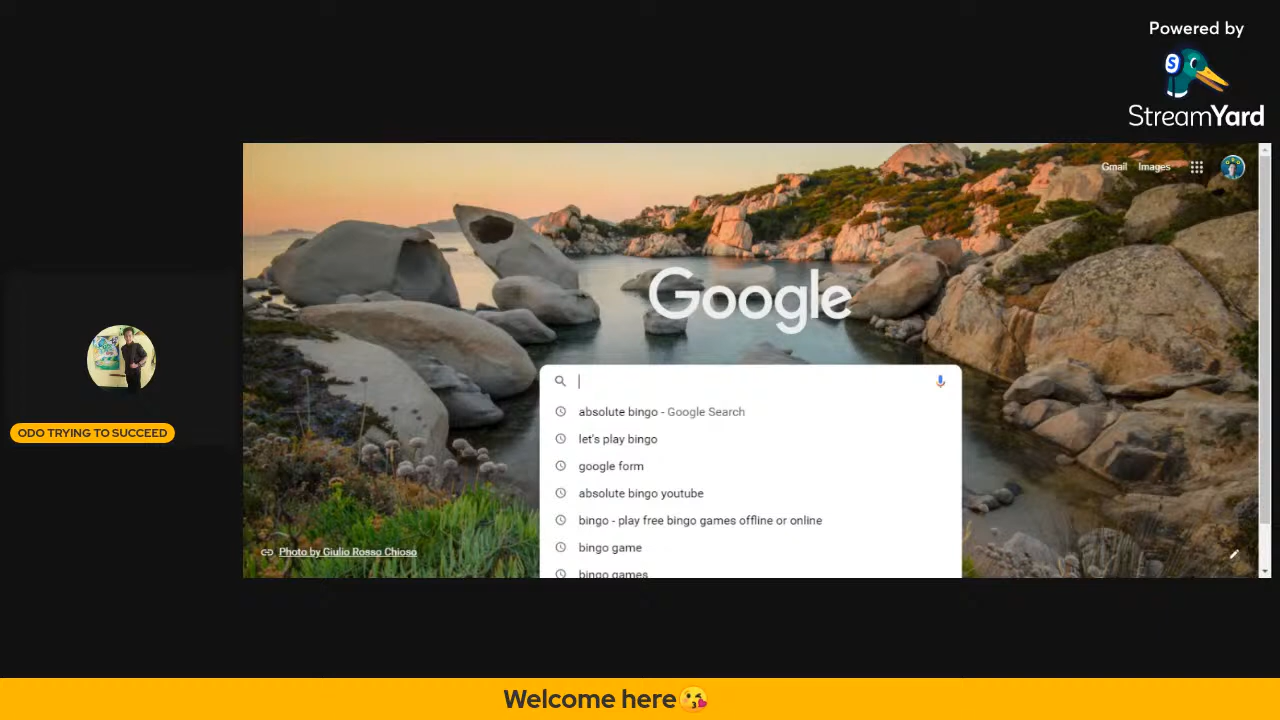 Powered by
StreamYard
Gmail Images
Google
absolute bingo - Google Search
let's play bingo
google form
absolute bingo youtube
bingo - play free bingo games offline or online
bingo game
bingo games
Photo by Giulio Rosso Chioso
ODO TRYING TO SUCCEED
Welcome here😘